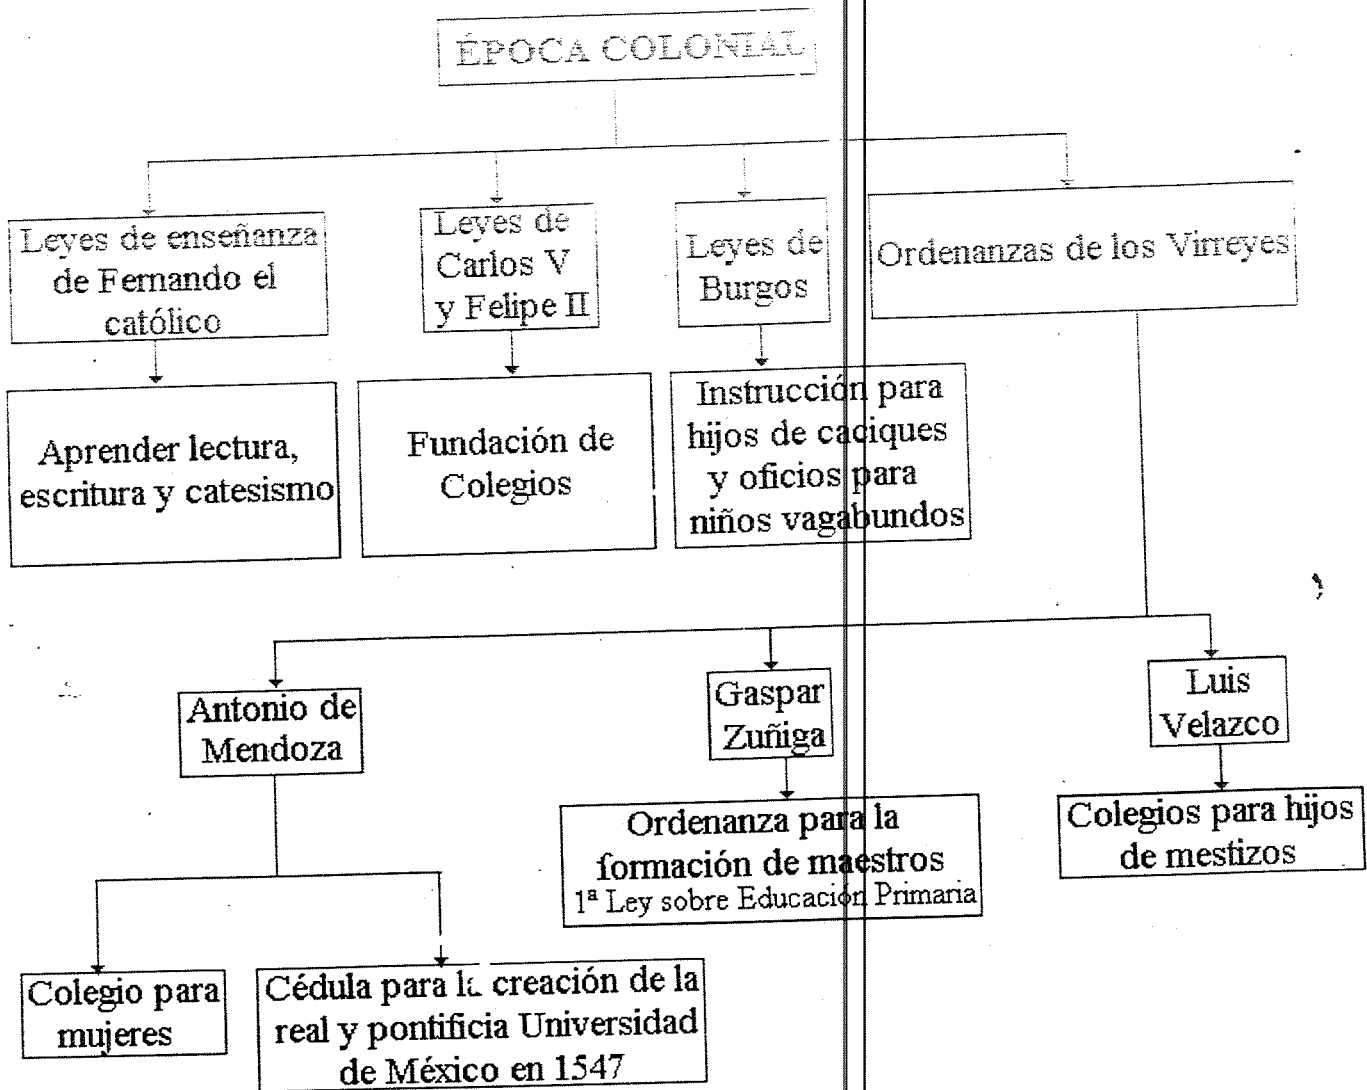 ÉPOCA COLONIAL
Leyes de enseñanza
de Fernando el
católico
Leyes de
Carlos V
y Felipe II
Leyes de
Burgos
Ordenanzas de los Virreyes
Aprender lectura,
escritura y catesismo
Fundación de
Colegios
Instrucción para
hijos de caciques
y oficios para
niños vagabundos
Antonio de
Mendoza
Gaspar
Zuñiga
Luis
Velazco
Ordenanza para la
formación de maestros
1ª Ley sobre Educación Primaria
Colegios para hijos
de mestizos
Colegio para
mujeres
Cédula para la creación de la
real y pontificia Universidad
de México en 1547